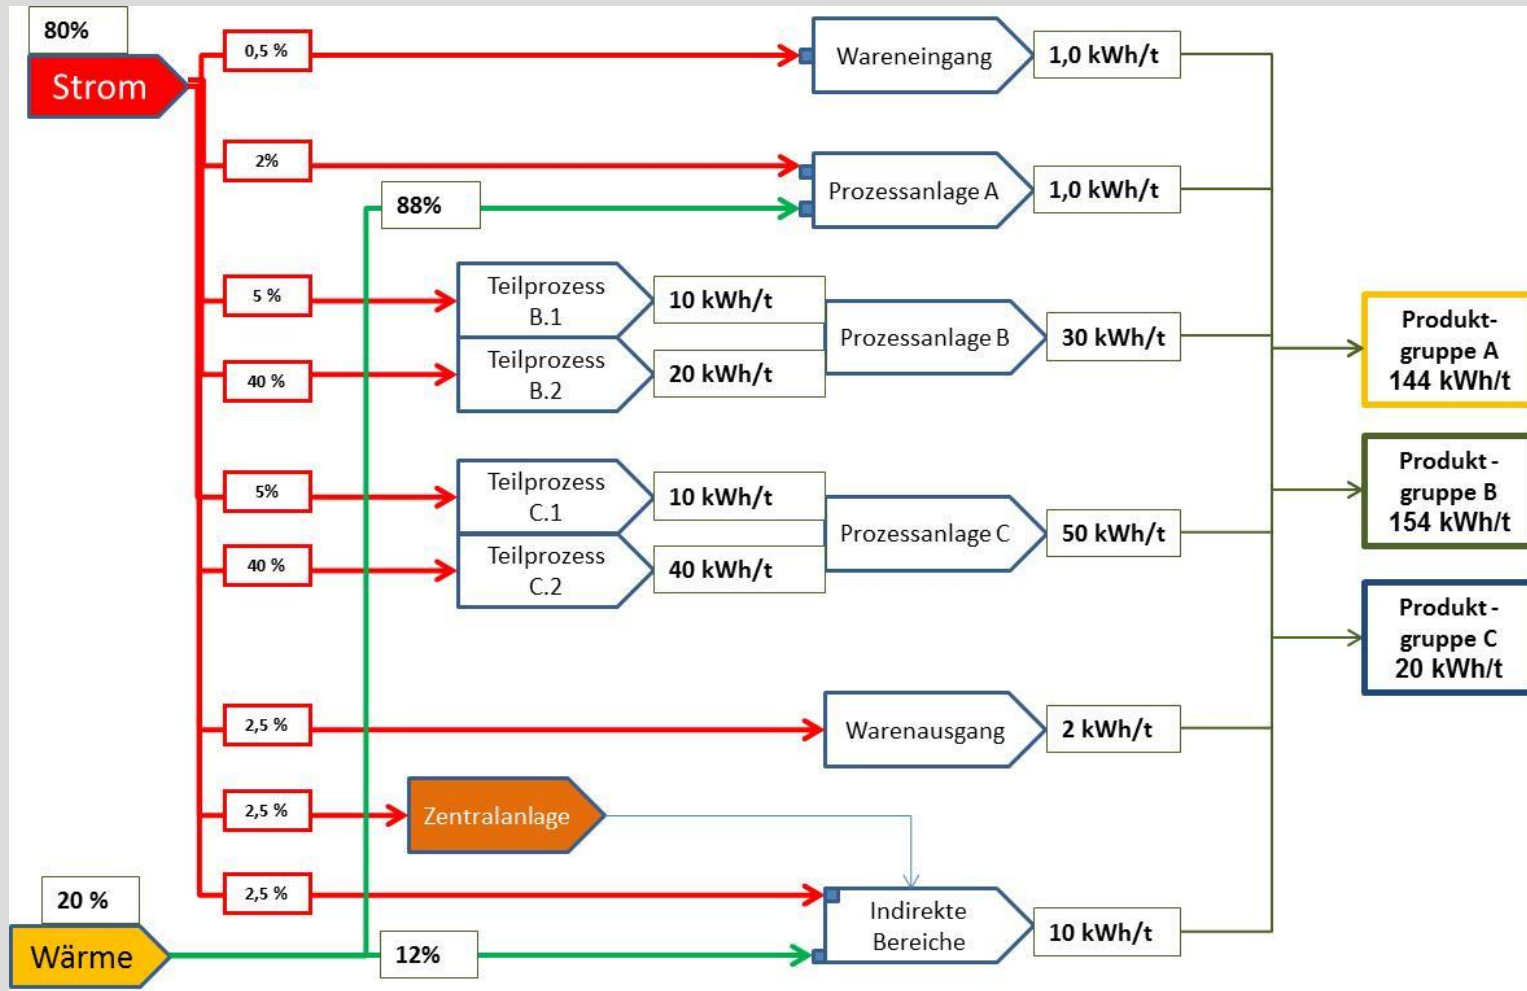 80%
Strom
0,5 %
Wareneingang
1,0 kWh/t
2%
88%
Prozessanlage A
1,0 kWh/t
5 %
Teilprozess
B.1
10 kWh/t
40 %
Teilprozess
B.2
20 kWh/t
Prozessanlage B
30 kWh/t
Produkt-
gruppe A
144 kWh/t
5%
Teilprozess
C.1
10 kWh/t
40 %
Teilprozess
C.2
40 kWh/t
Prozessanlage C
50 kWh/t
Produkt -
gruppe B
154 kWh/t
Produkt -
gruppe C
20 kWh/t
2,5 %
Warenausgang
2 kWh/t
2,5 %
Zentralanlage
2,5 %
20 %
Wärme
12%
Indirekte
Bereiche
10 kWh/t